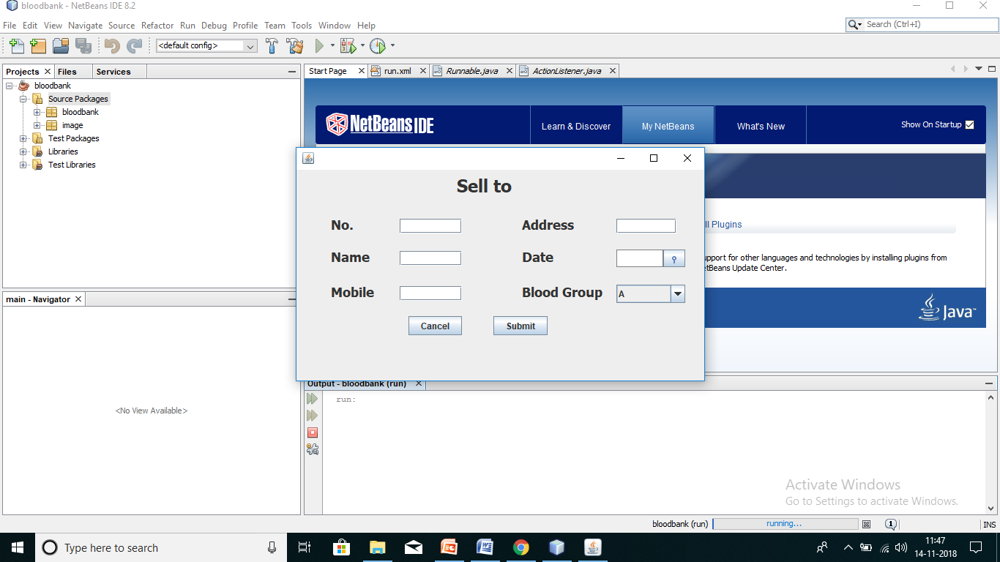 bloodbank - NetBeans IDE 8.2
File Edit View Navigate Source Refactor Run Debug Profile Team Tools Window Help
Search (Ctrl+I)
<default config>
Projects Files Services
Start Page run.xml Runnable.java ActionListener.java
bloodbank
Source Packages
bloodbank
image
Test Packages
Libraries
Test Libraries
NetBeans IDE
Learn & Discover My NetBeans What's New
Show On Startup
Sell to
No. Address
Name Date
Mobile Blood Group A
Cancel Submit
Plugins
for other languages and technologies by installing plugins from
Update Center.
Java™
main - Navigator
<No View Available>
Output - bloodbank (run)
run:
Activate Windows
Go to Settings to activate Windows.
bloodbank (run) running... 1 INS
Type here to search
11:47
14-11-2018